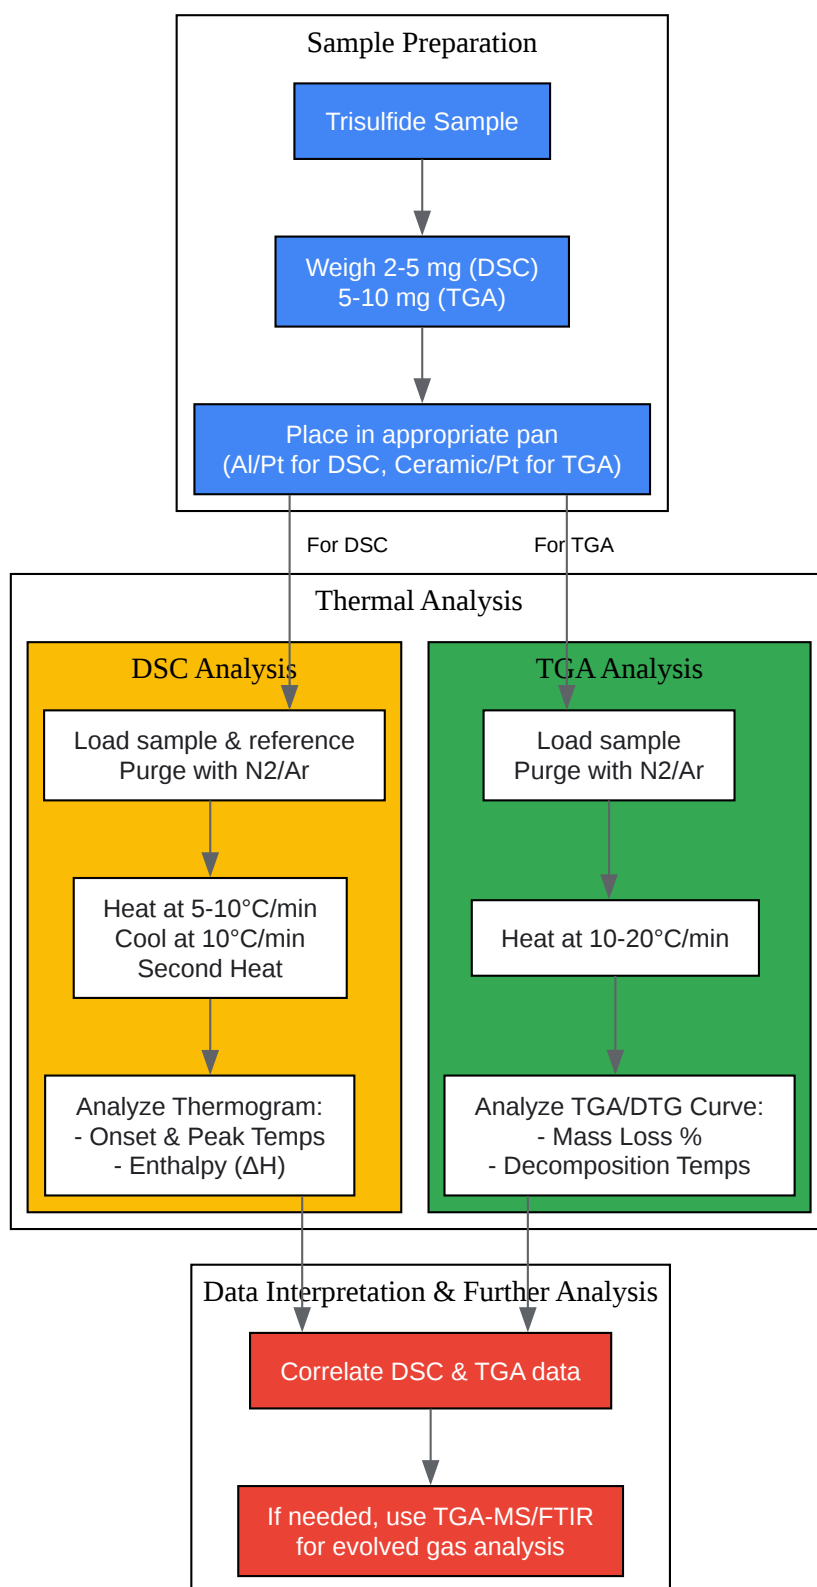 Sample Preparation
Trisulfide Sample
Weigh 2-5 mg (DSC)
5-10 mg (TGA)
Place in appropriate pan
(Al/Pt for DSC, Ceramic/Pt for TGA)
For DSC
For TGA
Thermal Analysis
DSC Analysis
Load sample & reference
Purge with N2/Ar
Heat at 5-10°C/min
Cool at 10°C/min
Second Heat
Analyze Thermogram:
- Onset & Peak Temps
- Enthalpy (ΔH)
TGA Analysis
Load sample
Purge with N2/Ar
Heat at 10-20°C/min
Analyze TGA/DTG Curve:
- Mass Loss %
- Decomposition Temps
Data Interpretation & Further Analysis
Correlate DSC & TGA data
If needed, use TGA-MS/FTIR
for evolved gas analysis